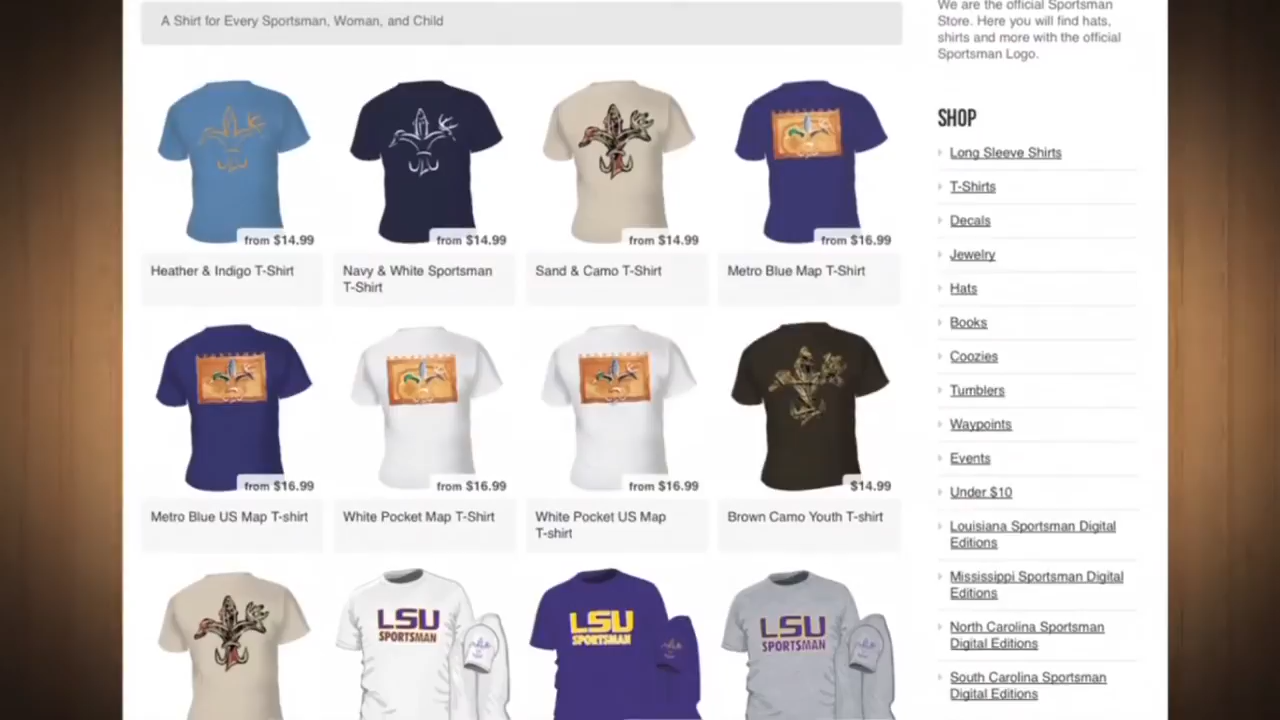 A Shirt for Every Sportsman, Woman, and Child
from $14.99
from $14.99
from $14.99
from $16.99
Heather & Indigo T-Shirt
Navy & White Sportsman
T-Shirt
Sand & Camo T-Shirt
Metro Blue Map T-Shirt
from $16.99
from $16.99
from $16.99
$14.99
Metro Blue US Map T-shirt
White Pocket Map T-Shirt
White Pocket US Map
T-shirt
Brown Camo Youth T-shirt
LSU
SPORTSMAN
LSU
SPORTSMAN
LSU
SPORTSMAN
We are the official Sportsman
Store. Here you will find hats,
shirts and more with the official
Sportsman Logo.
SHOP
Long Sleeve Shirts
T-Shirts
Decals
Jewelry
Hats
Books
Coozies
Tumblers
Waypoints
Events
Under $10
Louisiana Sportsman Digital
Editions
Mississippi Sportsman Digital
Editions
North Carolina Sportsman
Digital Editions
South Carolina Sportsman
Digital Editions